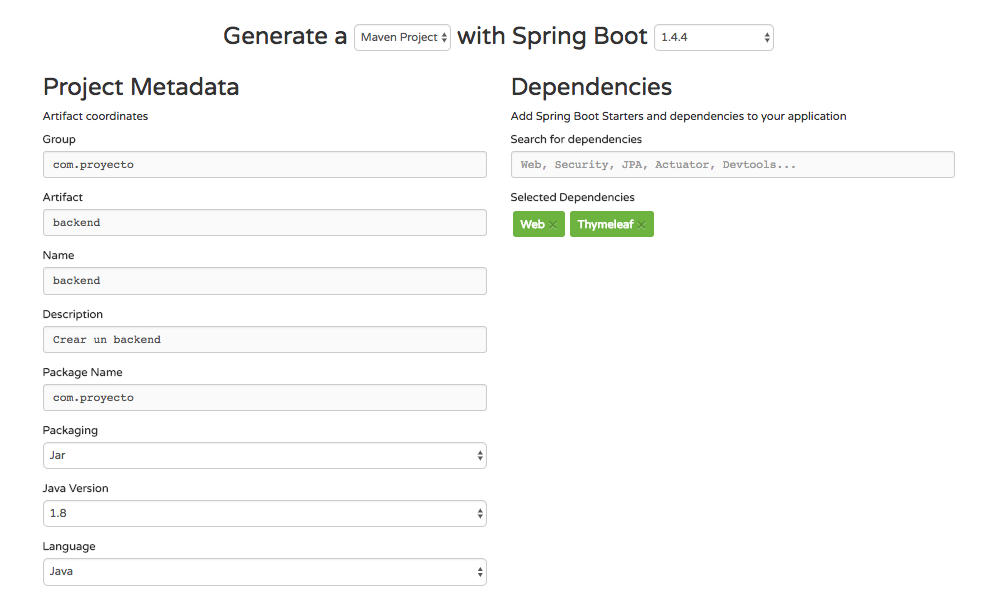 Generate a Maven Project with Spring Boot 1.4.4
Project Metadata
Artifact coordinates
Group
com.proyecto
Artifact
backend
Name
backend
Description
Crear un backend
Package Name
com.proyecto
Packaging
Jar
Java Version
1.8
Language
Java
Dependencies
Add Spring Boot Starters and dependencies to your application
Search for dependencies
Web, Security, JPA, Actuator, Devtools...
Selected Dependencies
Web × Thymeleaf ×